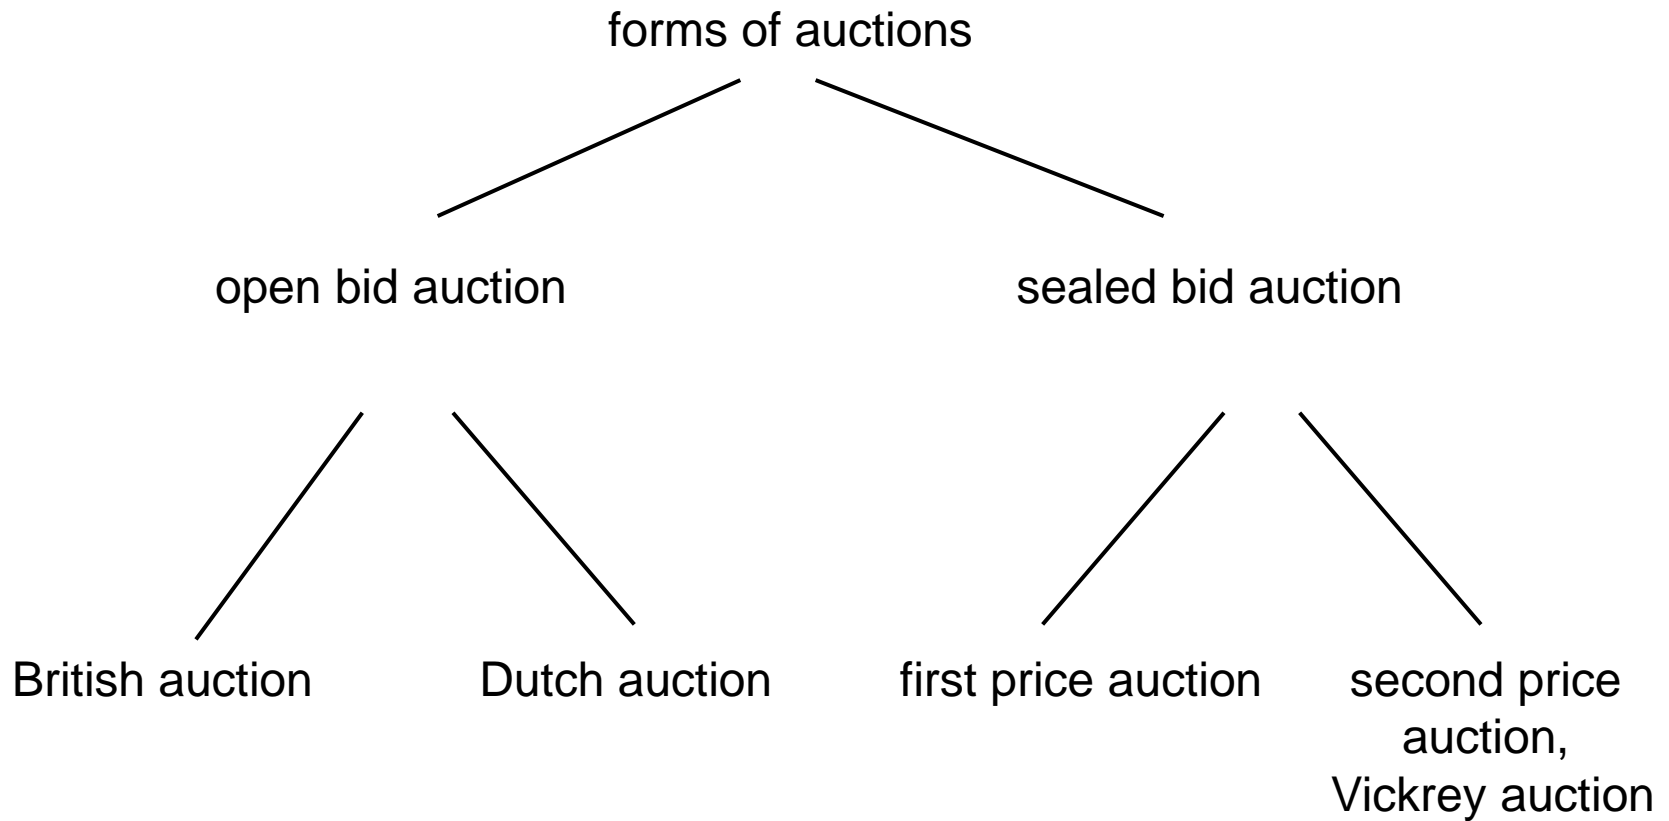 forms of auctions
open bid auction
sealed bid auction
British auction
Dutch auction
first price auction
second price
auction,
Vickrey auction